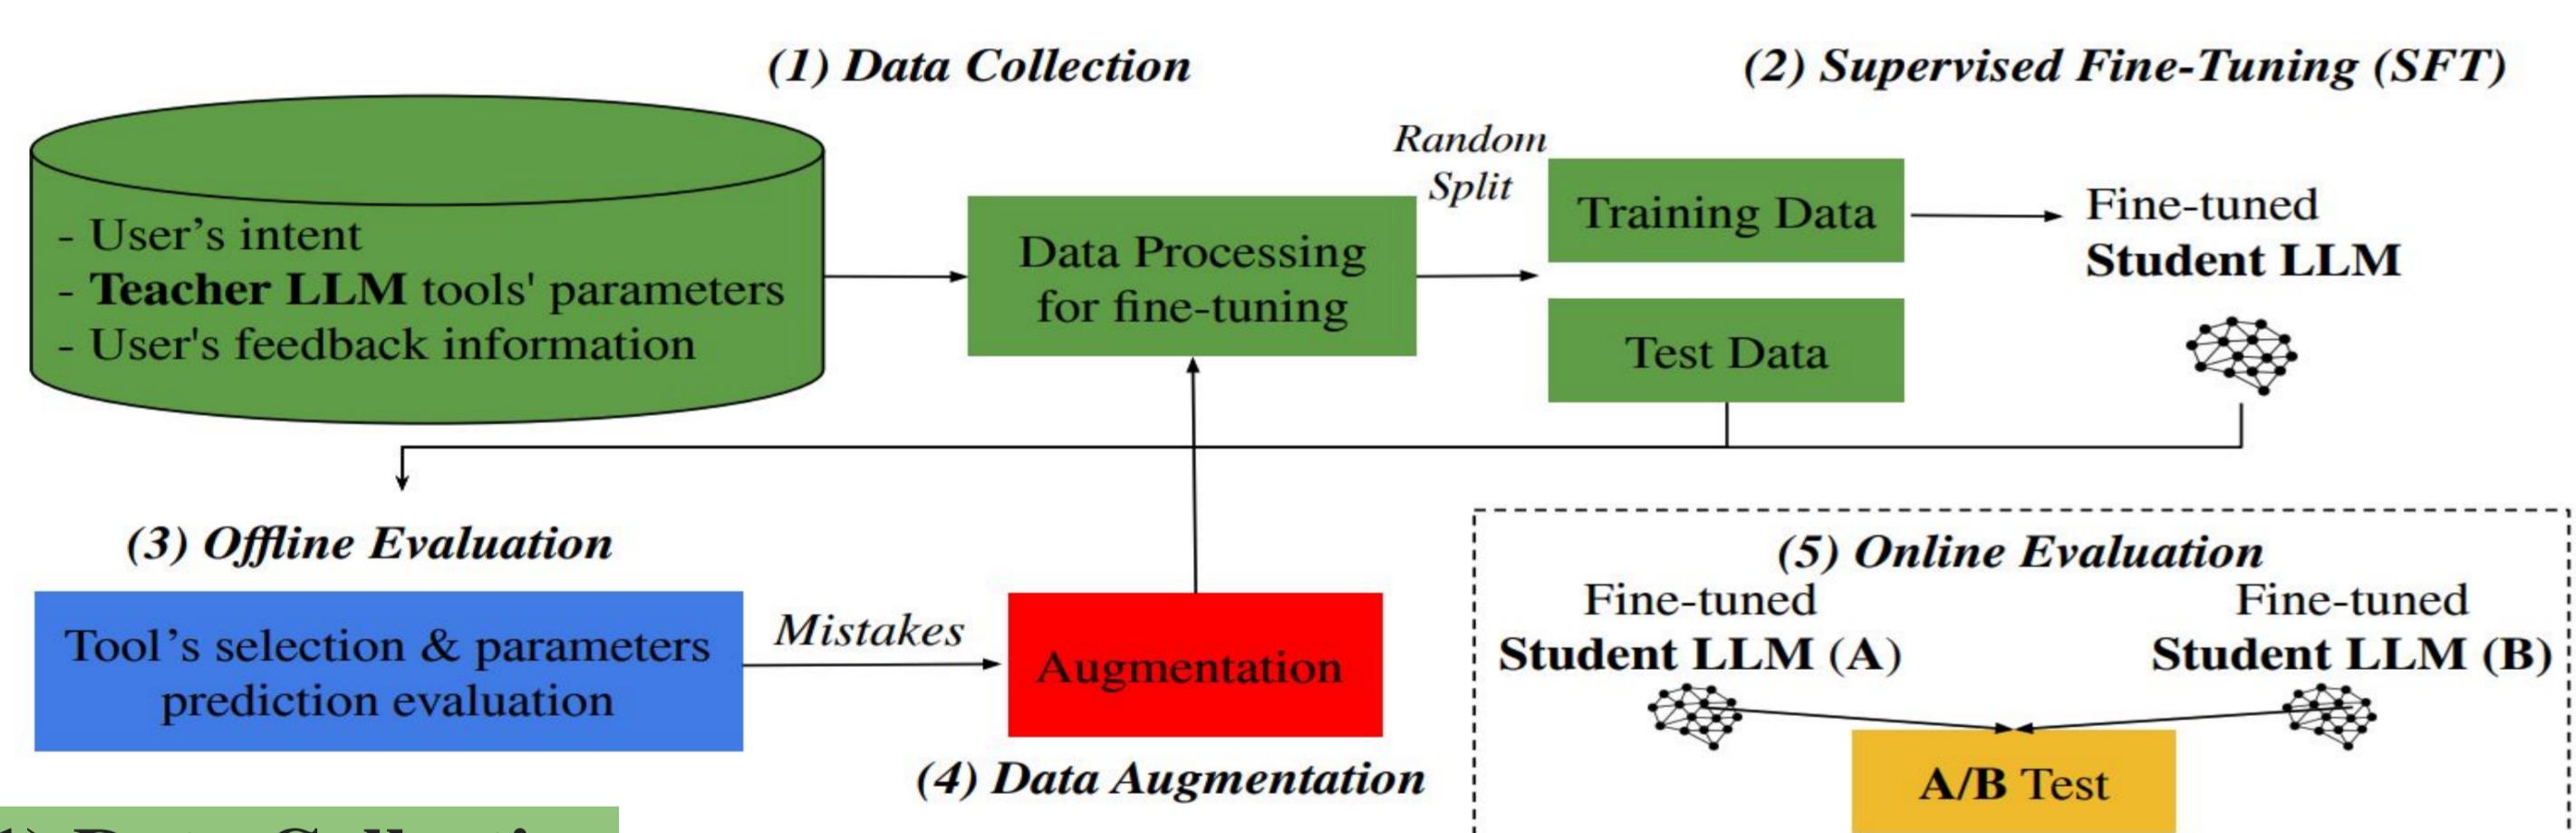 (1) Data Collection
(2) Supervised Fine-Tuning (SFT)
- User’s intent
- Teacher LLM tools' parameters
- User's feedback information
Data Processing
for fine-tuning
Random
Split
Training Data
Test Data
Fine-tuned
Student LLM
(3) Offline Evaluation
Tool’s selection & parameters
prediction evaluation
Mistakes
Augmentation
(4) Data Augmentation
(5) Online Evaluation
Fine-tuned
Student LLM (A)
Fine-tuned
Student LLM (B)
A/B Test